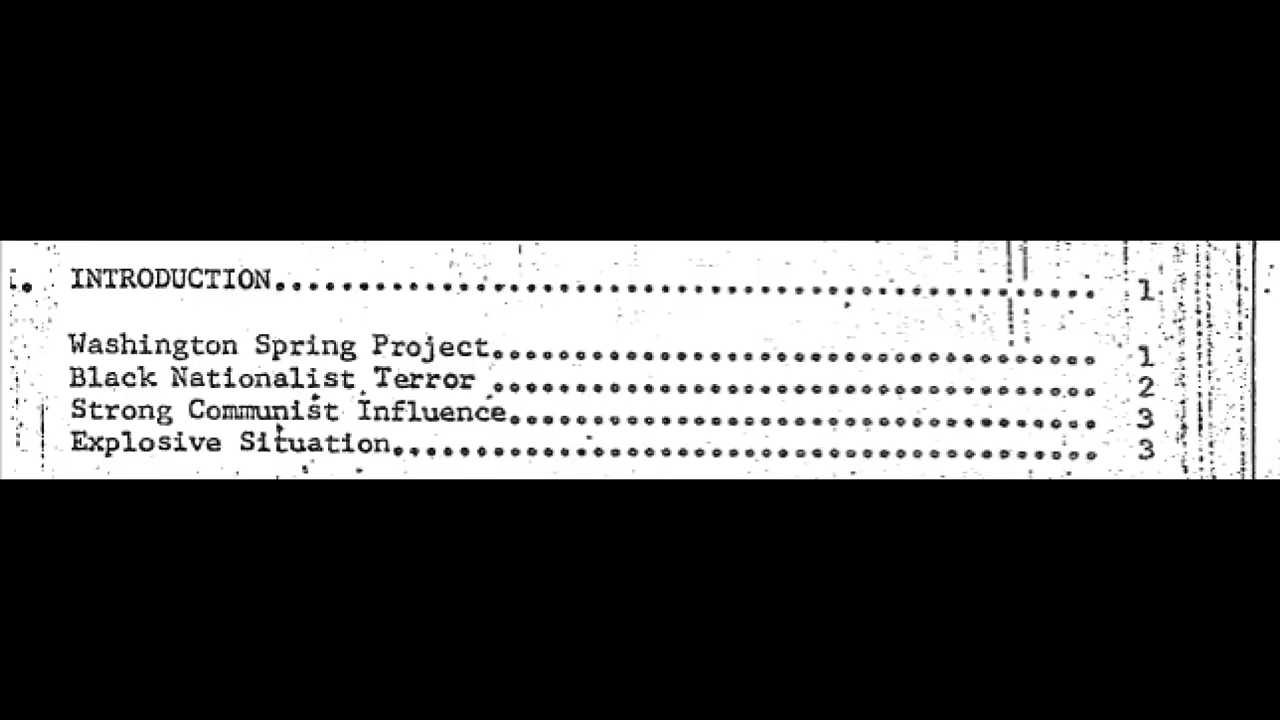 . INTRODUCTION.................................................. 1
Washington Spring Project..................................... 1
Black Nationalist Terror ..................................... 2
Strong Communist Influence.................................... 3
Explosive Situation........................................... 3